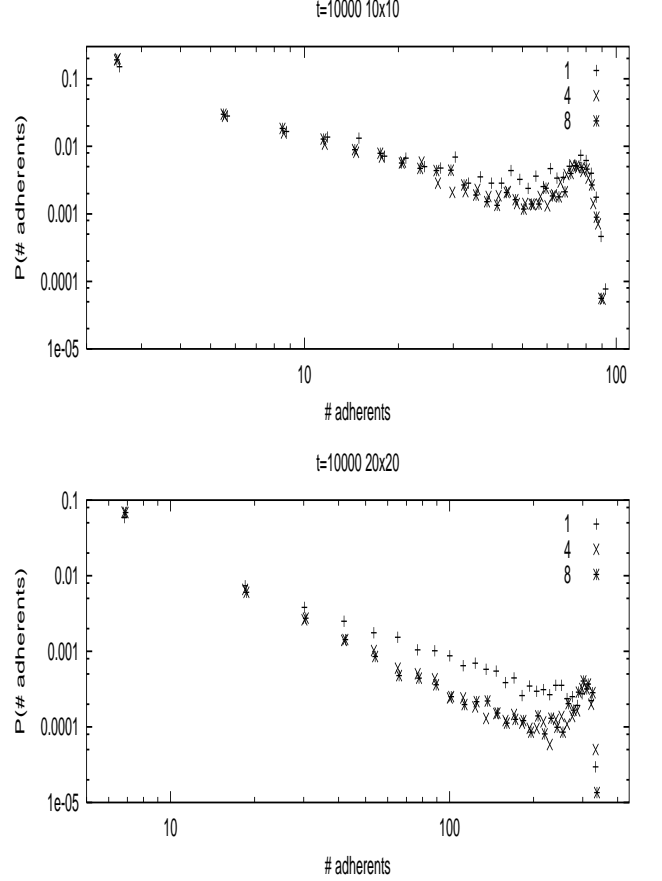 t=10000 10x10
P(# adherents)
0.1
0.01
0.001
0.0001
1e-05
10
100
# adherents
1
4
8
t=10000 20x20
P(# adherents)
0.1
0.01
0.001
0.0001
1e-05
10
100
# adherents
1
4
8